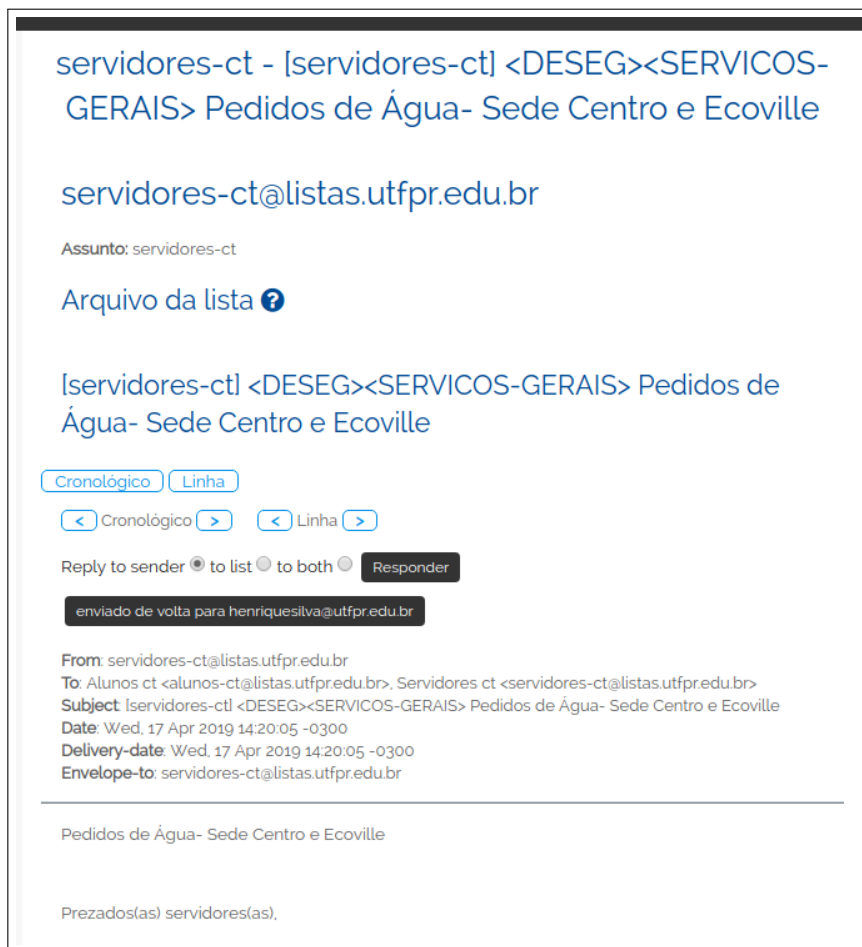 servidores-ct - [servidores-ct] <DESEG><SERVICOS-
GERAIS> Pedidos de Água- Sede Centro e Ecoville
servidores-ct@listas.utfpr.edu.br
Assunto: servidores-ct
Arquivo da lista ?
[servidores-ct] <DESEG><SERVICOS-GERAIS> Pedidos de
Água- Sede Centro e Ecoville
Cronológico Linha
< Cronológico > < Linha >
Reply to sender to list to both Responder
enviado de volta para henriquesilva@utfpr.edu.br
From: servidores-ct@listas.utfpr.edu.br
To: Alunos ct <alunos-ct@listas.utfpr.edu.br>, Servidores ct <servidores-ct@listas.utfpr.edu.br>
Subject: [servidores-ct] <DESEG><SERVICOS-GERAIS> Pedidos de Água- Sede Centro e Ecoville
Date: Wed, 17 Apr 2019 14:20:05 -0300
Delivery-date: Wed, 17 Apr 2019 14:20:05 -0300
Envelope-to: servidores-ct@listas.utfpr.edu.br
Pedidos de Água- Sede Centro e Ecoville
Prezados(as) servidores(as),